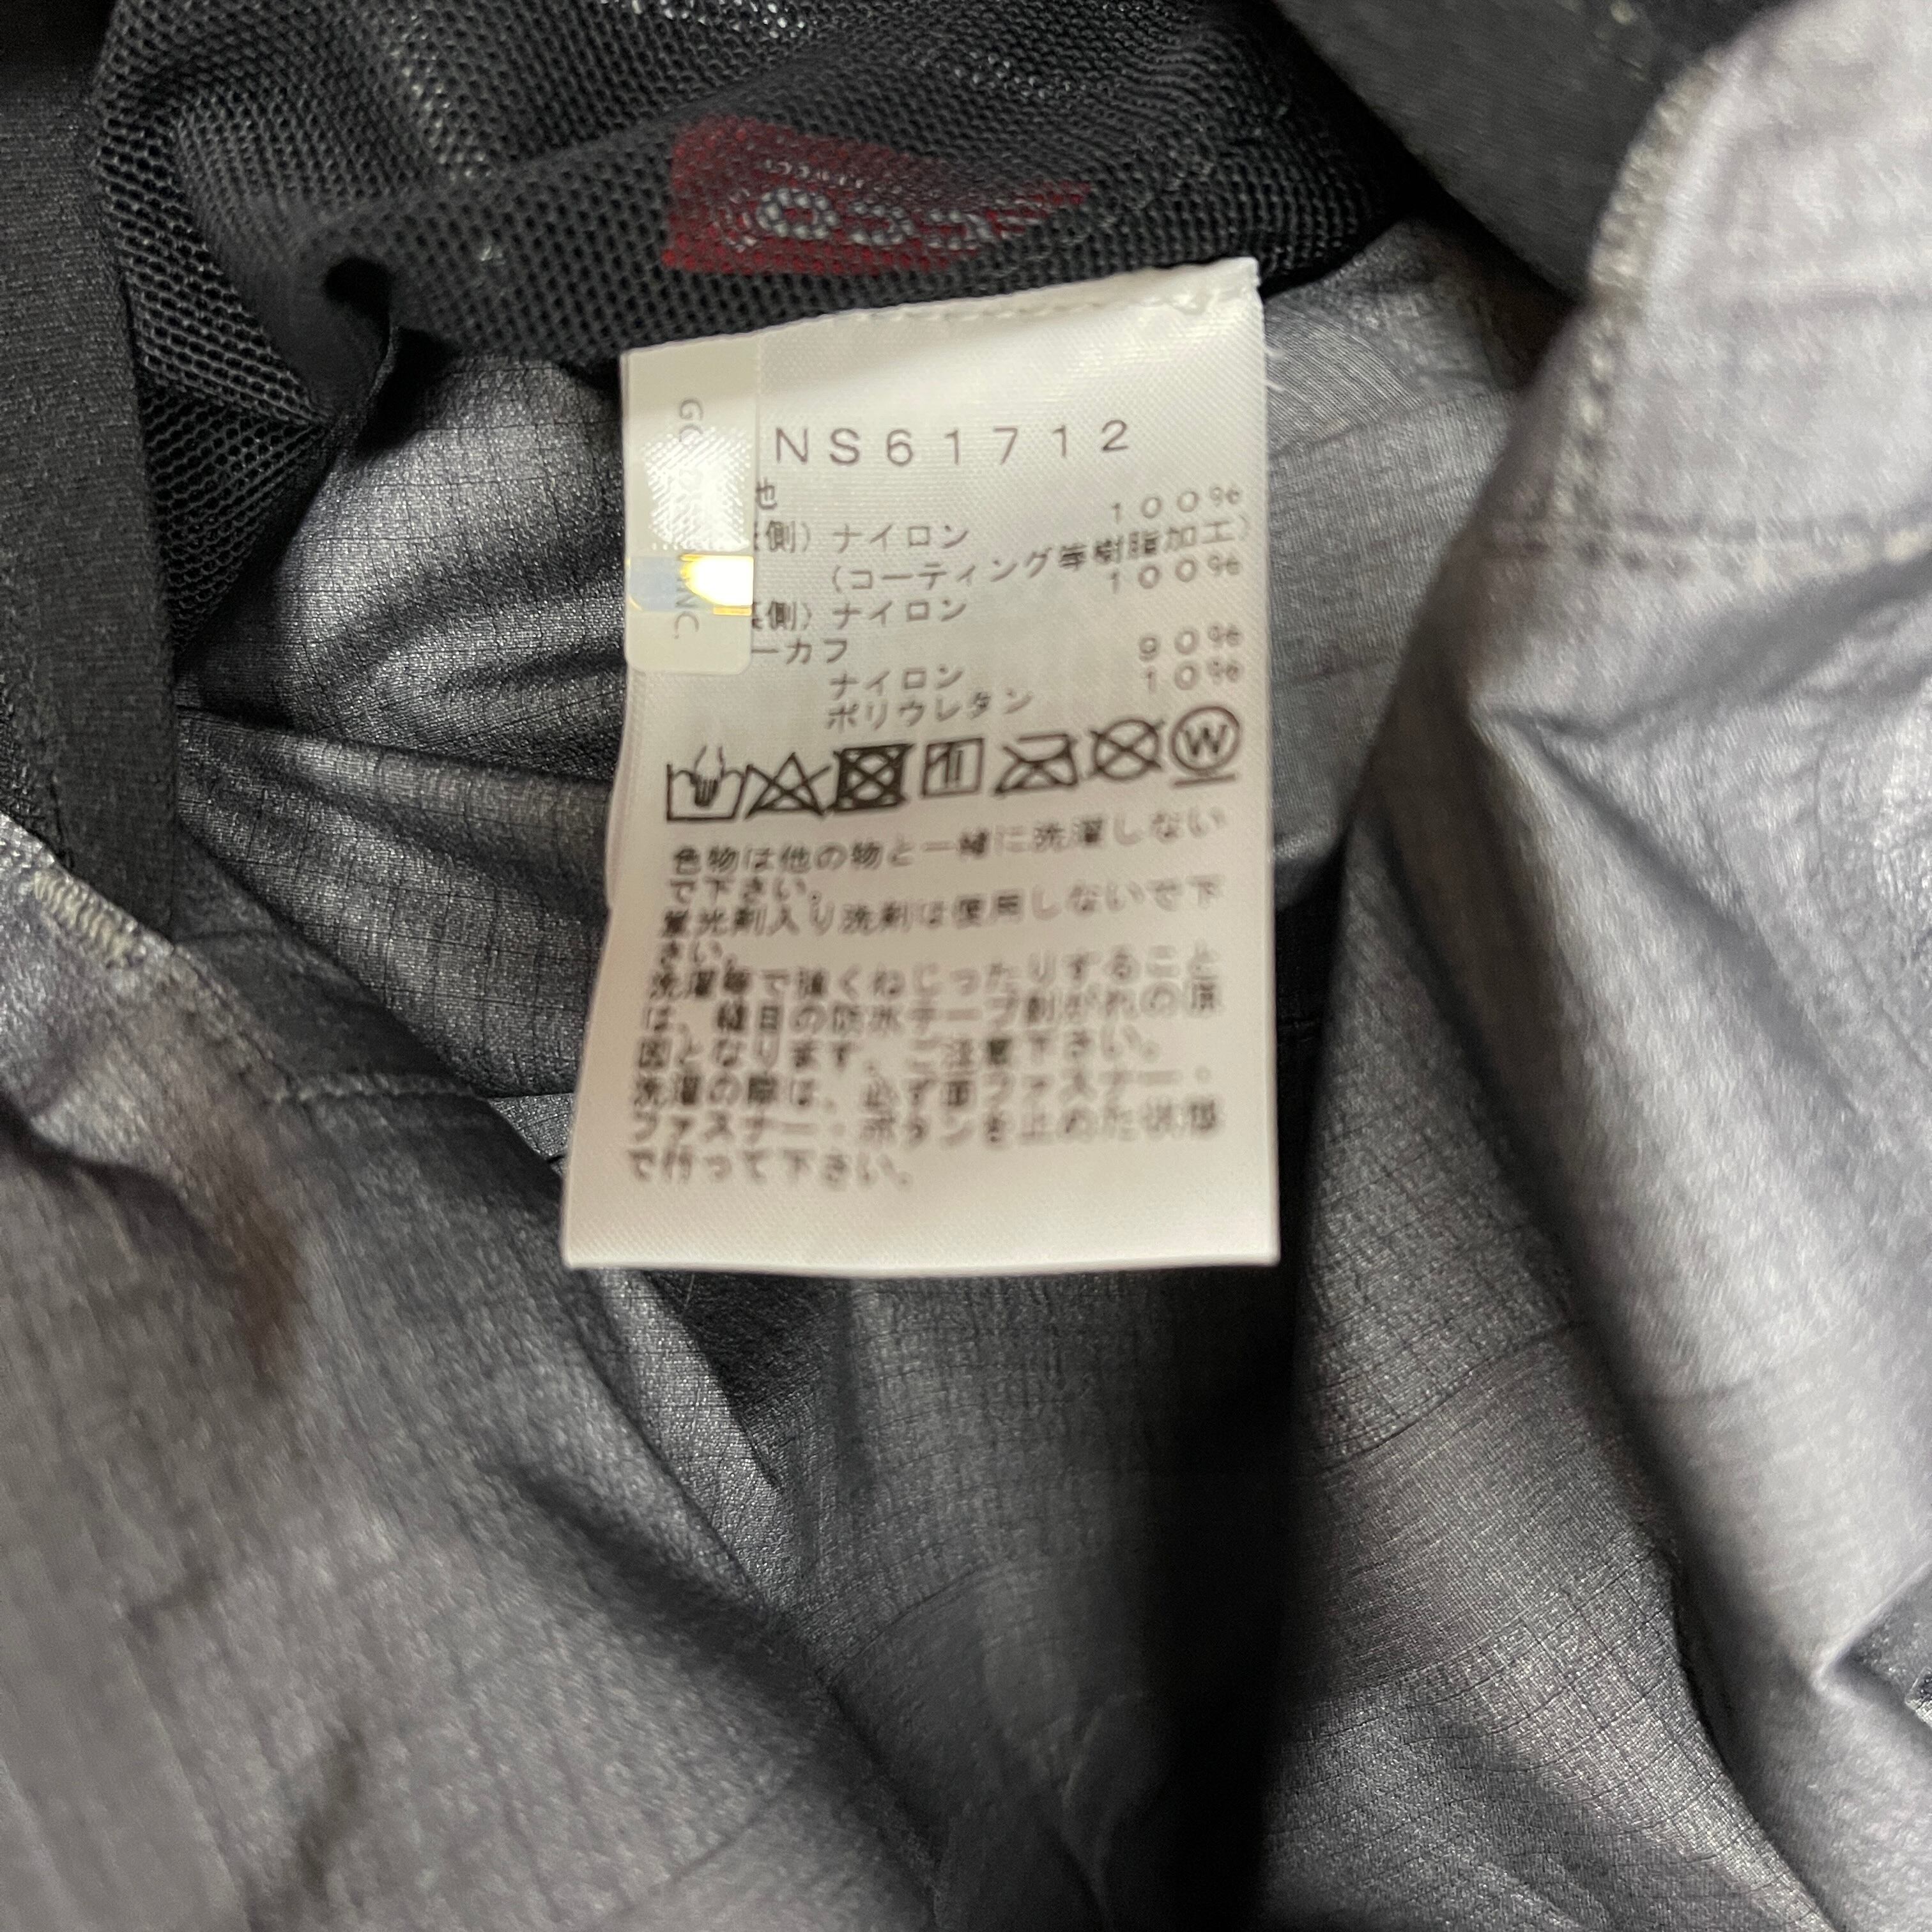 NS61712
地
100%
側）ナイロン
（コーティング等樹脂加工）
100%
側）ナイロン
ーカフ
90%
ナイロン
10%
ポリウレタン
W
色物は他の物と一緒に洗濯しない
で下さい。
蛍光剤入り洗剤は使用しないで下
さい。
洗濯等で強くねじったりすること
は、縫目の防水テープ剥がれの原
因となります。ご注意下さい。
洗濯の際は、必ず面ファスナー・
ファスナー・ボタンを止めた状態
で行って下さい。